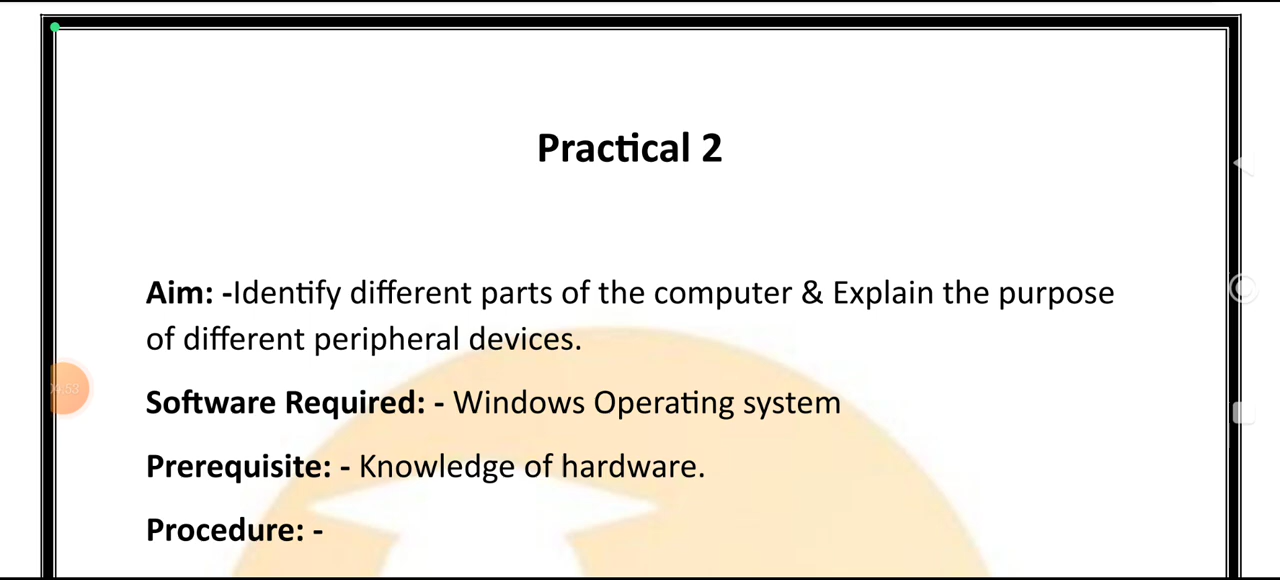 Practical 2
Aim: -Identify different parts of the computer & Explain the purpose
of different peripheral devices.
Software Required: - Windows Operating system
Prerequisite: - Knowledge of hardware.
Procedure: -